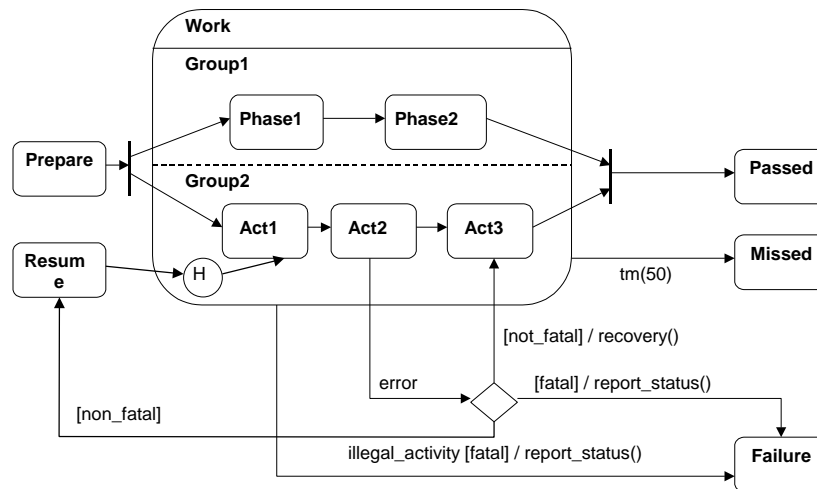 Work
Group1
Phase1
Phase2
Prepare
Passed
Group2
Act1
Act2
Act3
Resum
e
H
Missed
tm(50)
[not_fatal] / recovery()
error
[fatal] / report_status()
[non_fatal]
illegal_activity [fatal] / report_status()
Failure